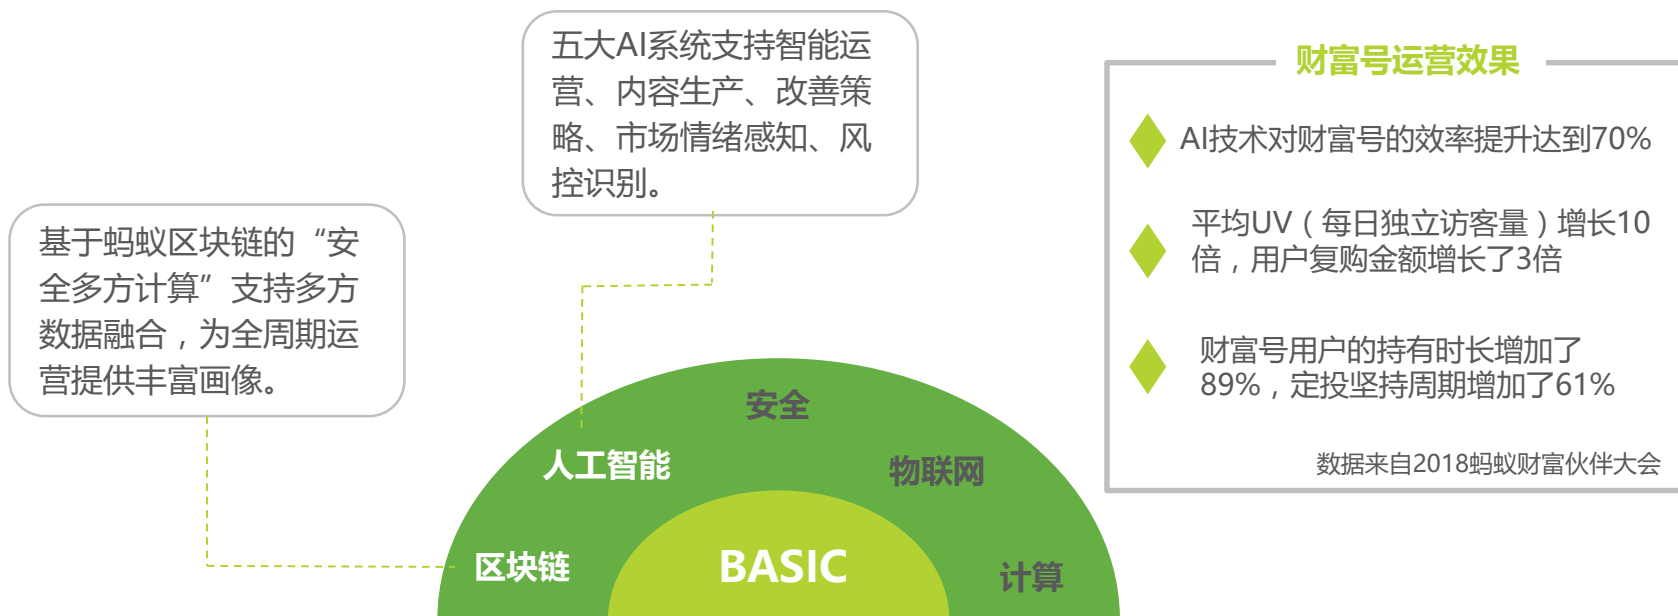 五大AI系统支持智能运
营、内容生产、改善策
略、市场情绪感知、风
控识别。
基于蚂蚁区块链的“安
全多方计算”支持多方
数据融合，为全周期运
营提供丰富画像。
安全
人工智能
物联网
区块链
BASIC
计算
财富号运营效果
AI技术对财富号的效率提升达到70%
平均UV（每日独立访客量）增长10
倍，用户复购金额增长了3倍
财富号用户的持有时长增加了
89%，定投坚持周期增加了61%
数据来自2018蚂蚁财富伙伴大会